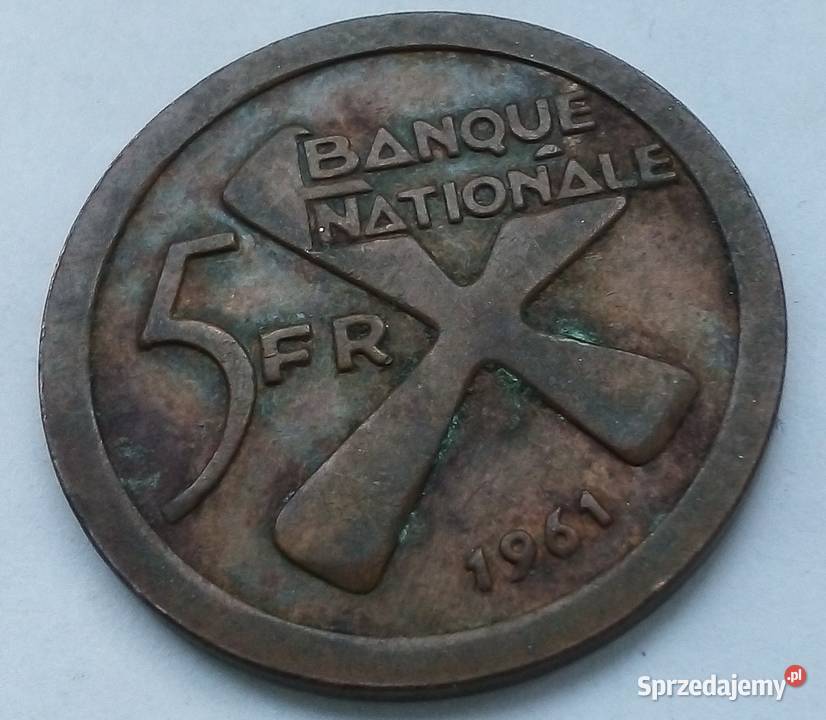 BANQUE
NATIONALE
5 FR
1961
Sprzedajemy.pl